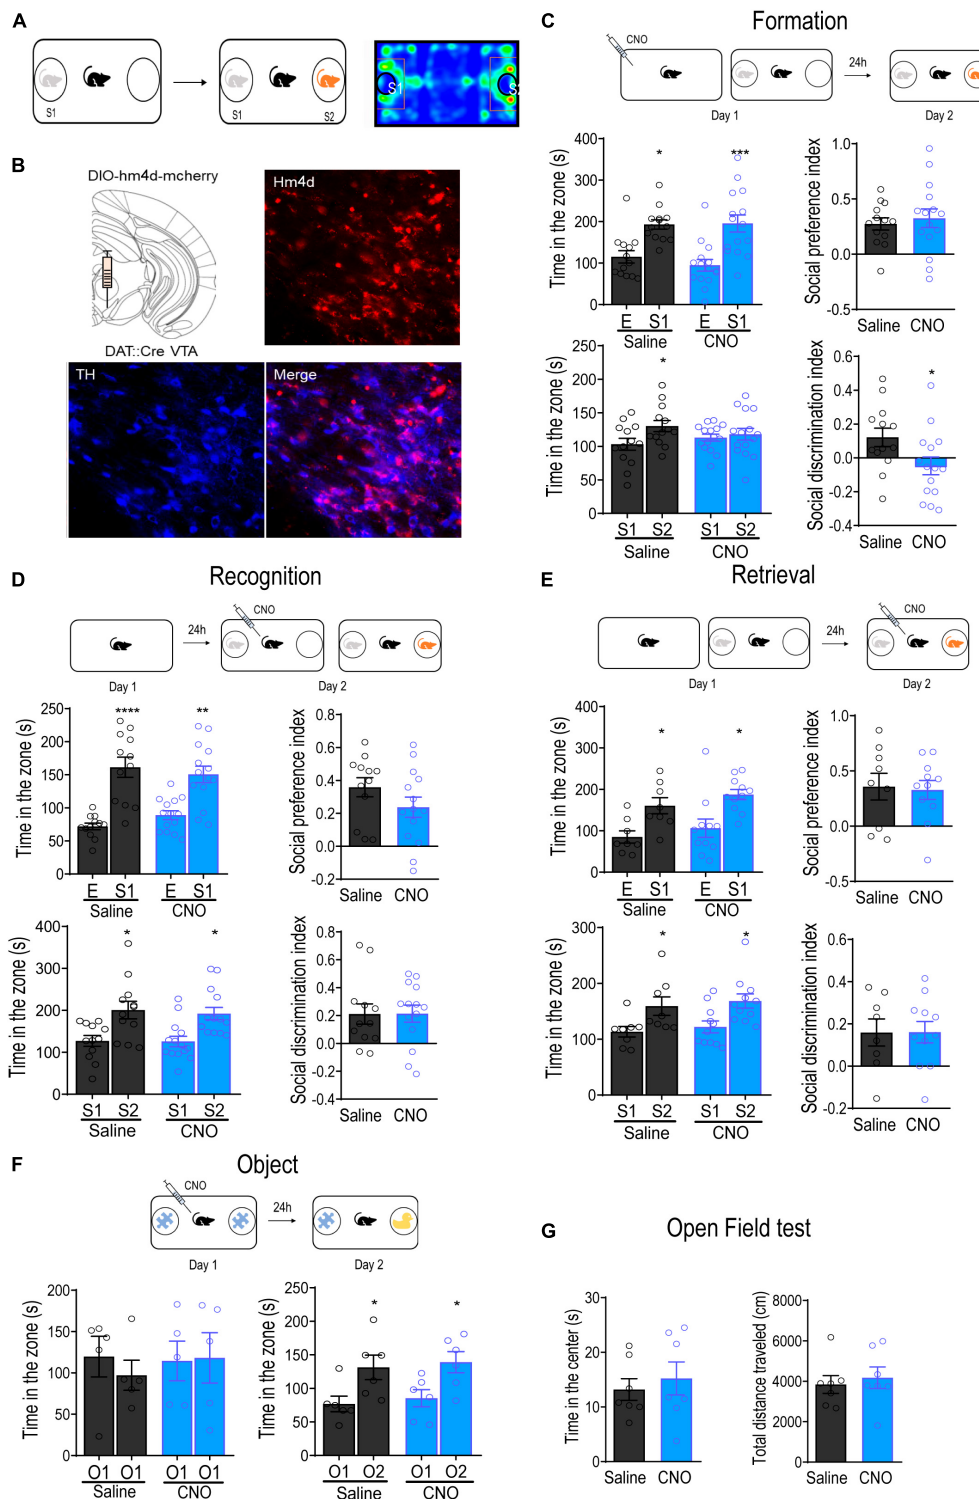 A
S1
S1
S2
S1
S
B
DIO-hm4d-mcherry
Hm4d
DAT::Cre VTA
TH
Merge
C
Formation
CNO
24h
Day 1
Day 2
Time in the zone (s)
400
300
200
100
0
*
***
E S1 E S1
Saline CNO
Social preference index
1.0
0.5
0.0
-0.5
Saline CNO
Time in the zone (s)
200
150
100
50
0
*
S1 S2 S1 S2
Saline CNO
Social discrimination index
0.6
0.4
0.2
0.0
-0.2
-0.4
*
Saline CNO
D
Recognition
24h
CNO
Day 1
Day 2
Time in the zone (s)
250
200
150
100
50
0
****
**
E S1 E S1
Saline CNO
Social preference index
0.8
0.6
0.4
0.2
0.0
-0.2
Saline CNO
Time in the zone (s)
400
300
200
100
0
*
*
S1 S2 S1 S2
Saline CNO
Social discrimination index
0.8
0.6
0.4
0.2
0.0
-0.2
-0.4
Saline CNO
E
Retrieval
24h
CNO
Day 1
Day 2
Time in the zone (s)
400
300
200
100
0
*
*
E S1 E S1
Saline CNO
Social preference index
1.0
0.5
0.0
-0.5
Saline CNO
Time in the zone (s)
300
200
100
0
*
*
S1 S2 S1 S2
Saline CNO
Social discrimination index
0.6
0.4
0.2
0.0
-0.2
Saline CNO
F
Object
CNO
24h
Day 1
Day 2
Time in the zone (s)
200
150
100
50
0
O1 O1 O1 O1
Saline CNO
Time in the zone (s)
250
200
150
100
50
0
*
*
O1 O2 O1 O2
Saline CNO
G
Open Field test
Time in the center (s)
30
20
10
0
Saline CNO
Total distance traveled (cm)
8000
6000
4000
2000
0
Saline CNO